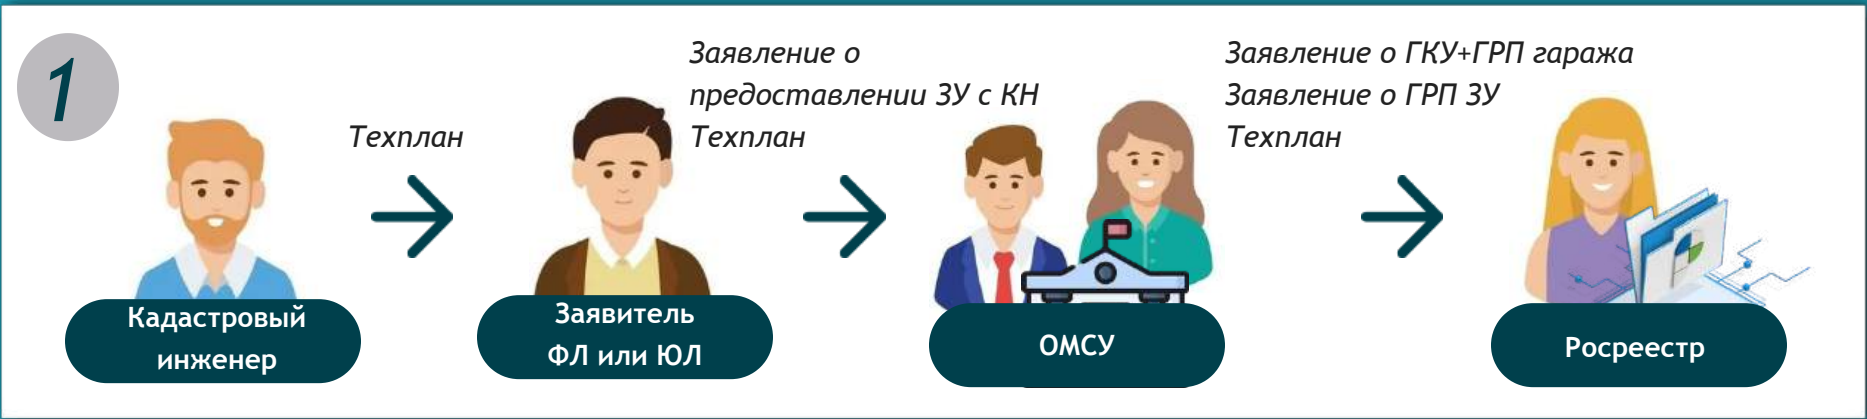 1
Техплан
Заявление о
предоставлении ЗУ с КН
Техплан
Заявление о ГКУ+ГРП гаража
Заявление о ГРП ЗУ
Техплан
Кадастровый
инженер
Заявитель
ФЛ или ЮЛ
ОМСУ
Росреестр